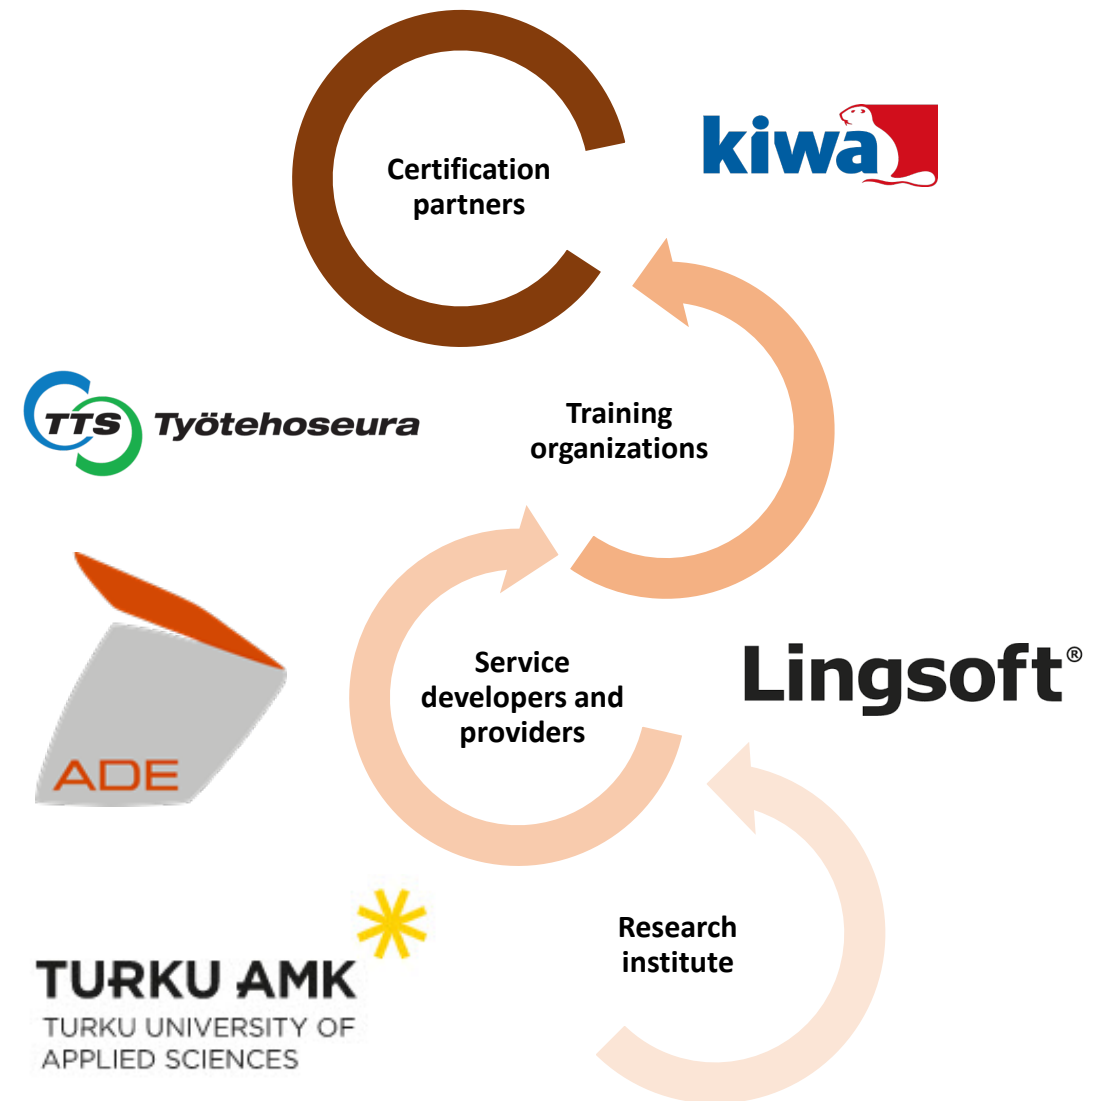 Certification
partners
kiwa
TTS Työtehoseura
Training
organizations
ADE
Service
developers and
providers
Lingsoft®
TURKU AMK
TURKU UNIVERSITY OF
APPLIED SCIENCES
Research
institute